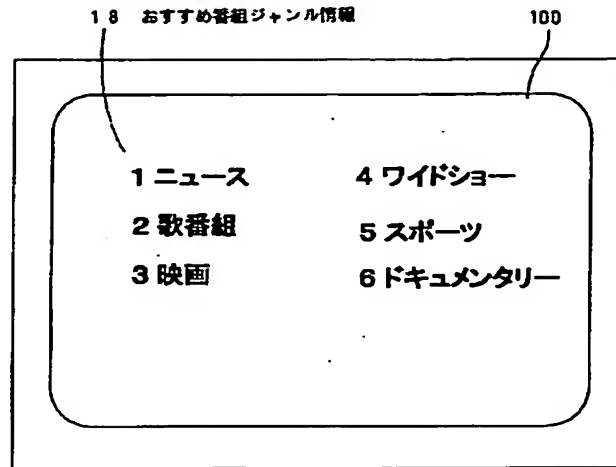 18 おすすめ番組ジャンル情報
100
1 ニュース
2 歌番組
3 映画
4 ワイドショー
5 スポーツ
6 ドキュメンタリー